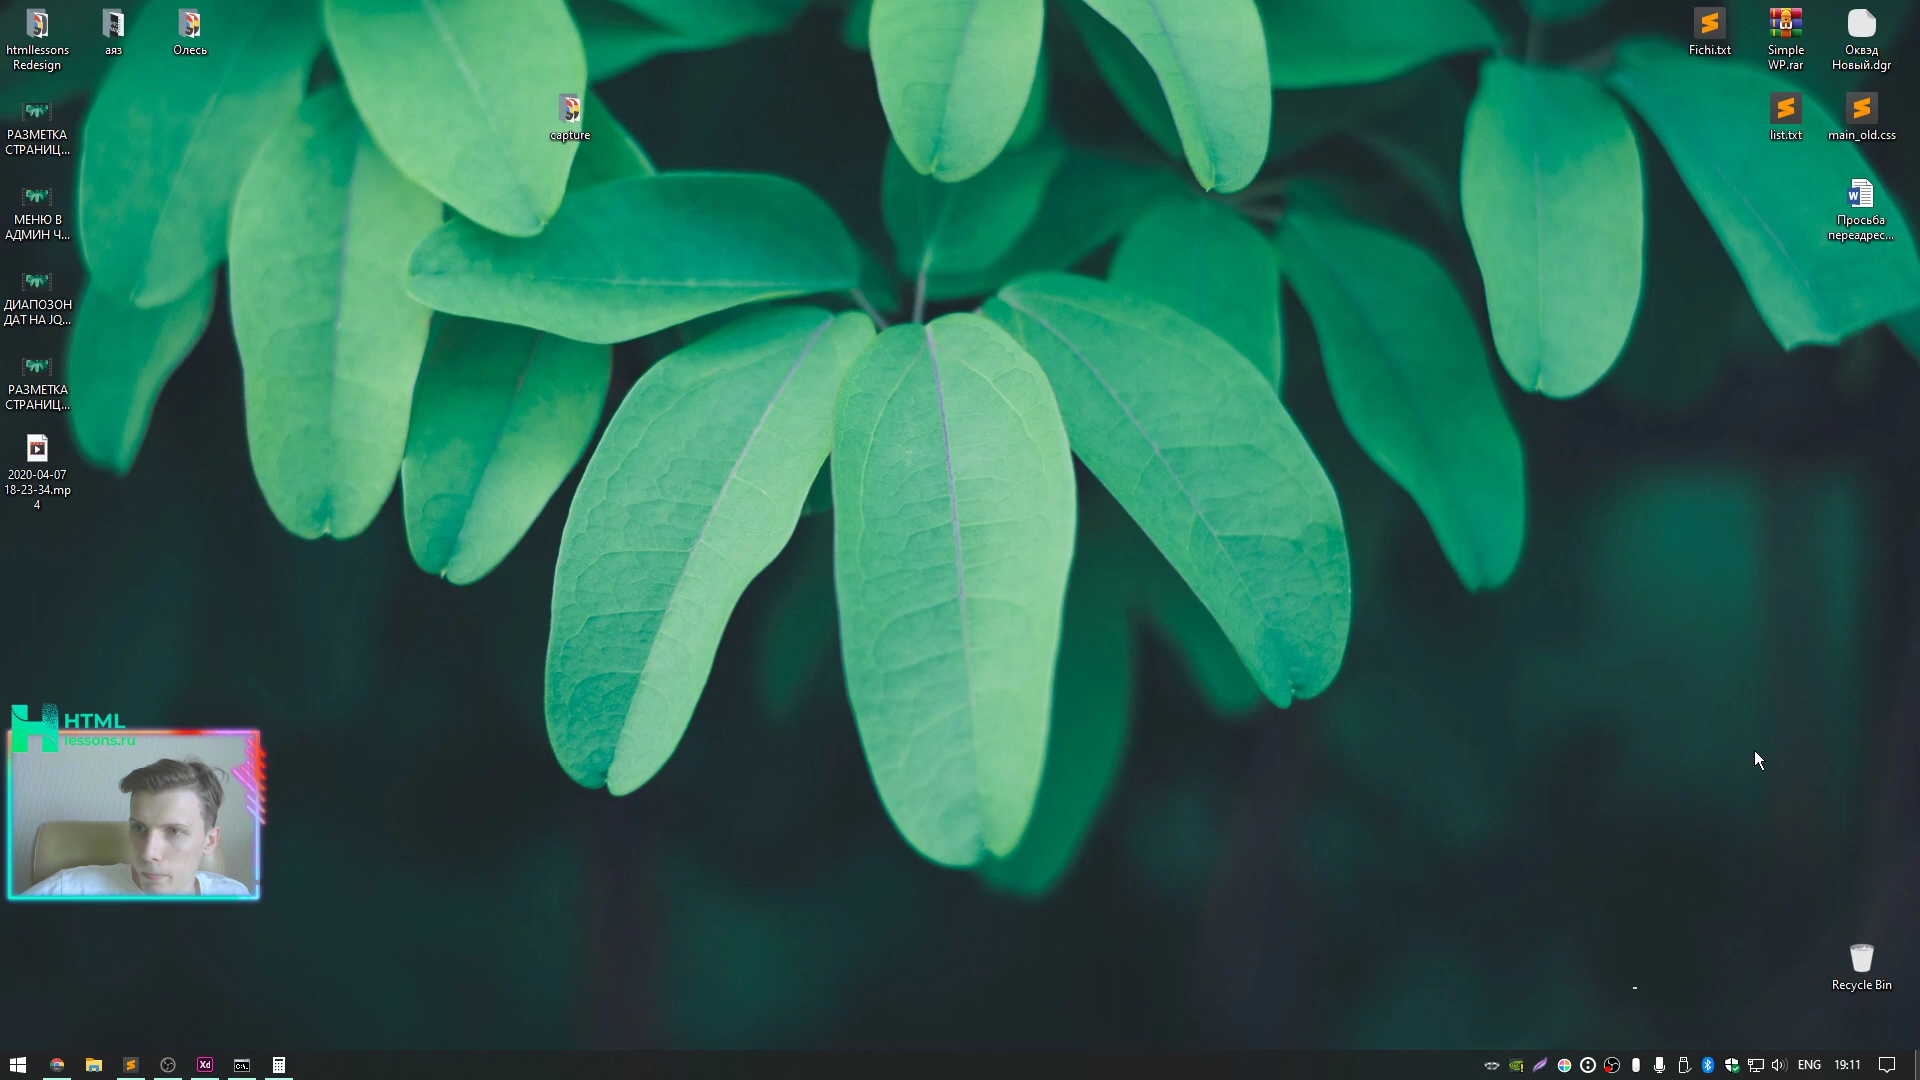 htmllessons
Redesign
аяз
Олесь
Fichi.txt
Simple
WP.rar
Оквэд
Новый.dgr
РАЗМЕТКА
СТРАНИЦ...
capture
list.txt
main_old.css
МЕНЮ В
АДМИН Ч...
Просьба
переадрес...
ДИАПОЗОН
ДАТ НА JQ...
РАЗМЕТКА
СТРАНИЦ...
2020-04-07
18-23-34.mp
4
HTML
lessons.ru
Recycle Bin
Xd
C:\.
ENG
19:11